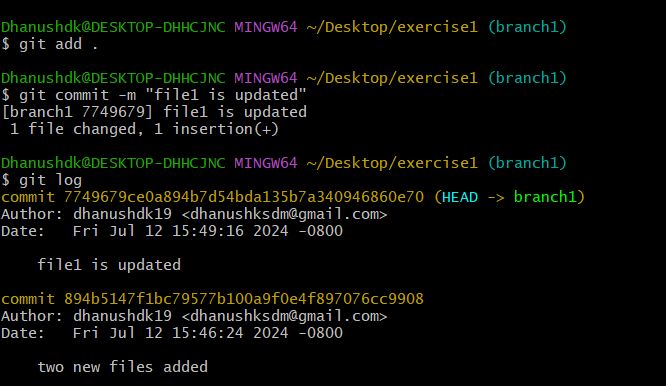 Dhanushdk@DESKTOP-DHHCJNC MINGW64 ~/Desktop/exercise1 (branch1)
$ git add .
Dhanushdk@DESKTOP-DHHCJNC MINGW64 ~/Desktop/exercise1 (branch1)
$ git commit -m "file1 is updated"
[branch1 7749679] file1 is updated
 1 file changed, 1 insertion(+)
Dhanushdk@DESKTOP-DHHCJNC MINGW64 ~/Desktop/exercise1 (branch1)
$ git log
commit 7749679ce0a894b7d54bda135b7a340946860e70 (HEAD -> branch1)
Author: dhanushdk19 <dhanushksdm@gmail.com>
Date:   Fri Jul 12 15:49:16 2024 -0800
    file1 is updated
commit 894b5147f1bc79577b100a9f0e4f897076cc9908
Author: dhanushdk19 <dhanushksdm@gmail.com>
Date:   Fri Jul 12 15:46:24 2024 -0800
    two new files added